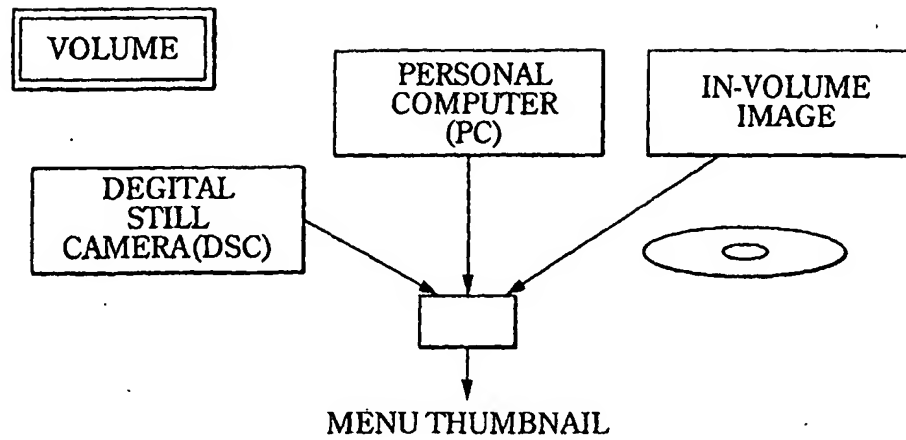 VOLUME
PERSONAL
COMPUTER
(PC)
IN-VOLUME
IMAGE
DEGITAL
STILL
CAMERA(DSC)
MENU THUMBNAIL